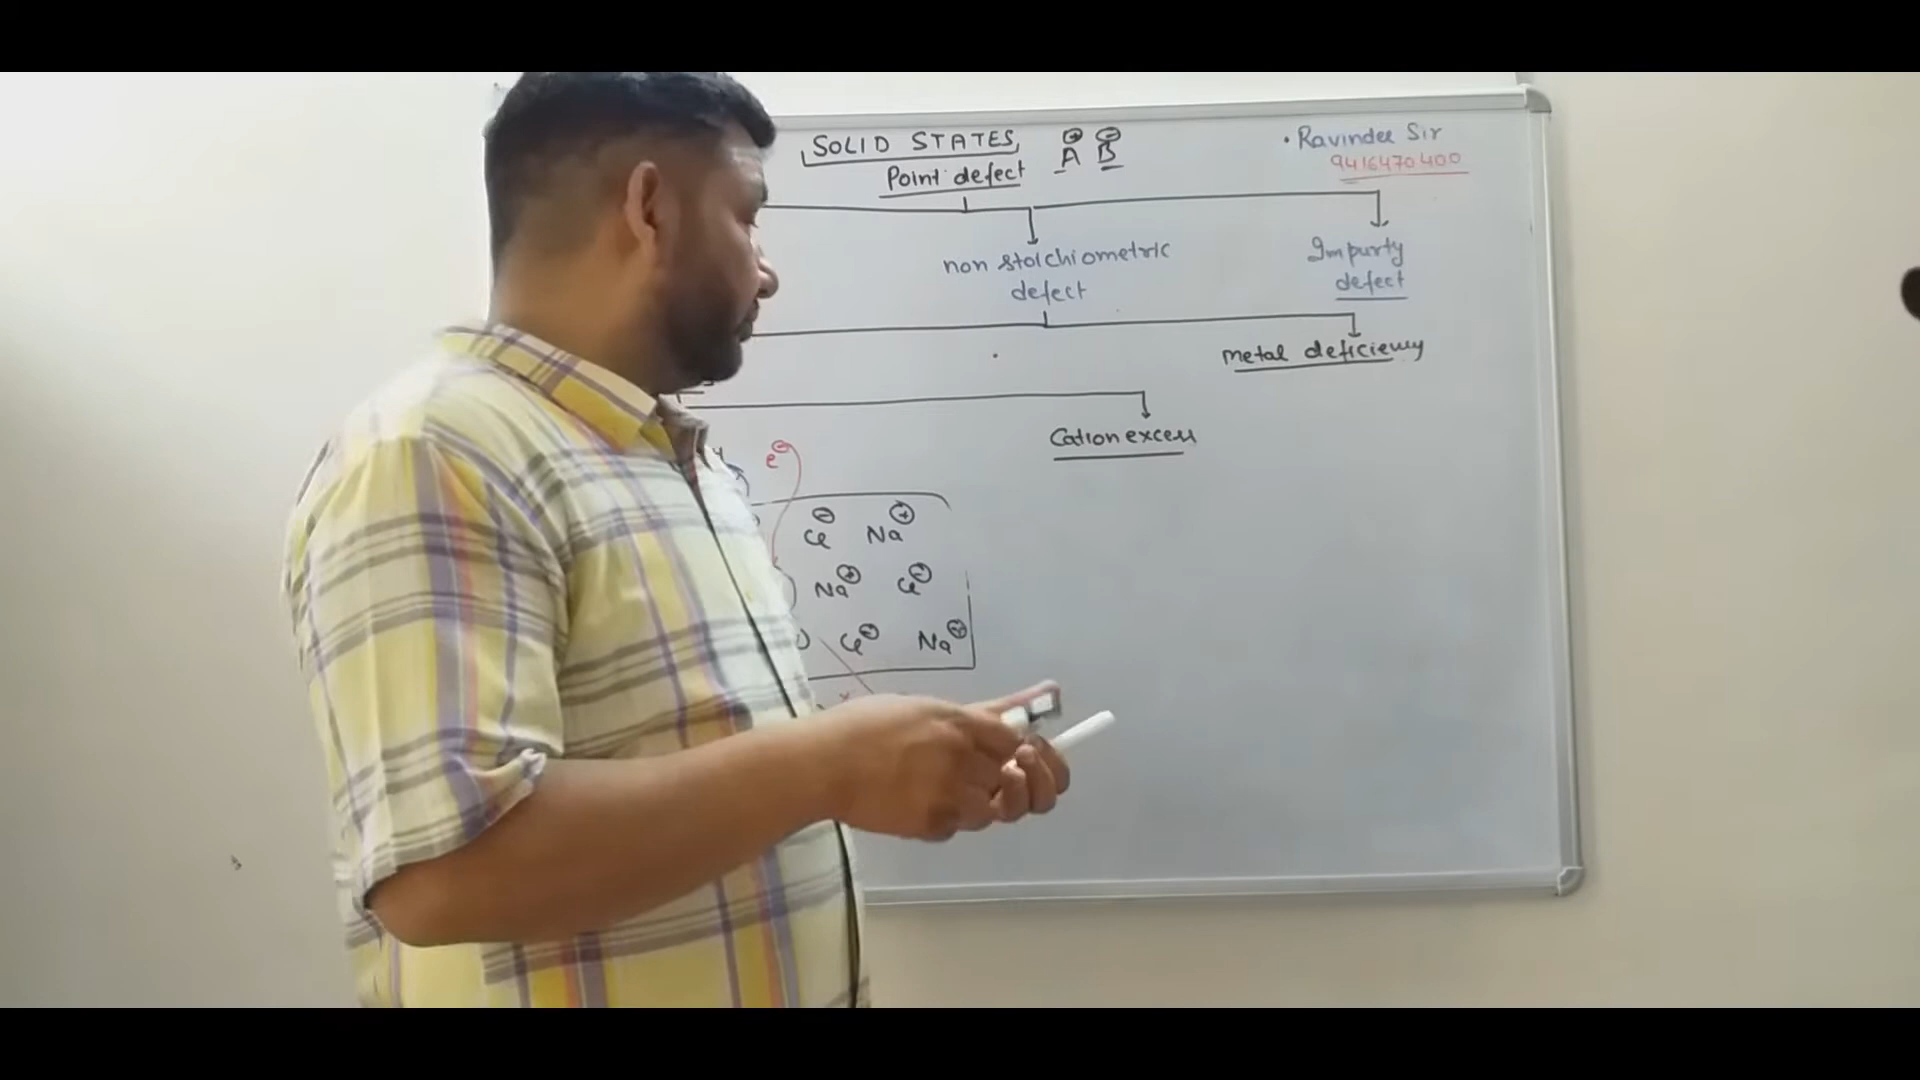 SOLID STATES
A⊕ B⊖
• Ravinder Sir
Point defect
9416470400
non stoichiometric
defect
Impurty
defect
metal deficiency
Cation excess
e⊖
Cl⊖ Na⊕
Na⊕ Cl⊖
Cl⊖ Na⊕